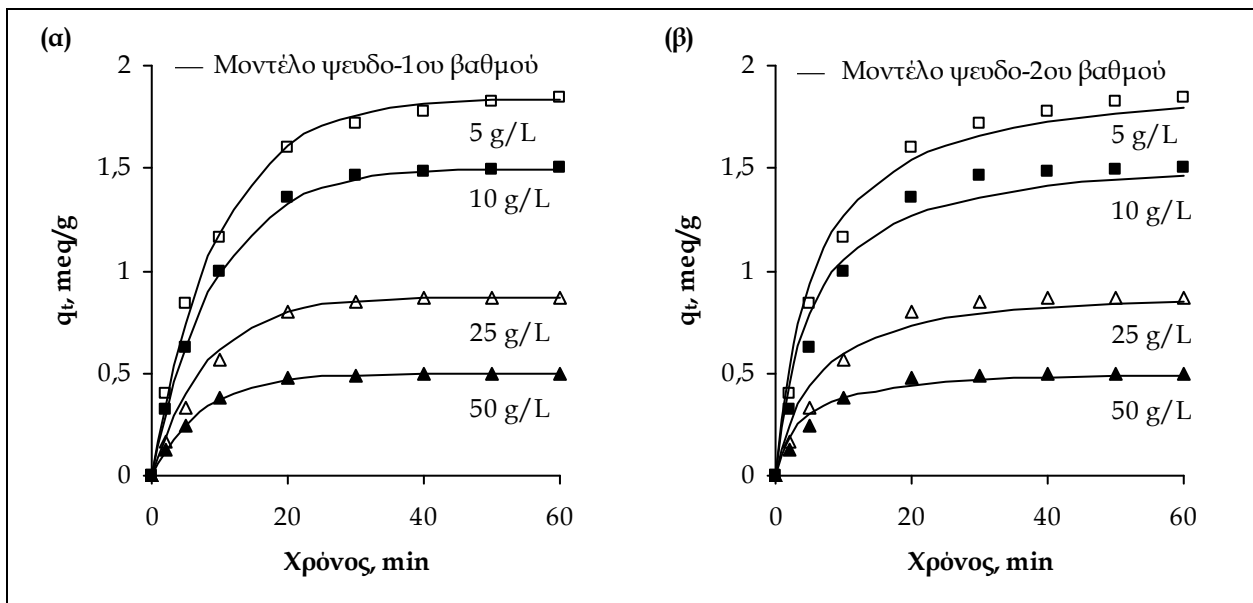 (α)
— Μοντέλο ψευδο-1ου βαθμού
2
1,5
1
0,5
0
qt, meq/g
5 g/L
10 g/L
25 g/L
50 g/L
0 20 40 60
Χρόνος, min
(β)
— Μοντέλο ψευδο-2ου βαθμού
2
1,5
1
0,5
0
qt, meq/g
5 g/L
10 g/L
25 g/L
50 g/L
0 20 40 60
Χρόνος, min